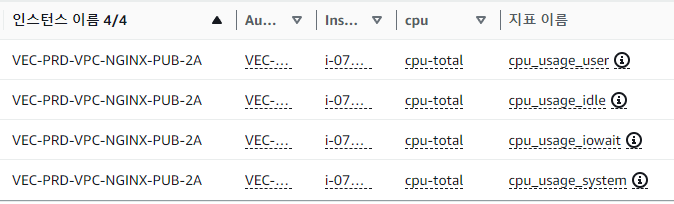 인스턴스 이름 4/4 Au... Ins... cpu 지표 이름
VEC-PRD-VPC-NGINX-PUB-2A VEC-... i-07... cpu-total cpu_usage_user
VEC-PRD-VPC-NGINX-PUB-2A VEC-... i-07... cpu-total cpu_usage_idle
VEC-PRD-VPC-NGINX-PUB-2A VEC-... i-07... cpu-total cpu_usage_iowait
VEC-PRD-VPC-NGINX-PUB-2A VEC-... i-07... cpu-total cpu_usage_system